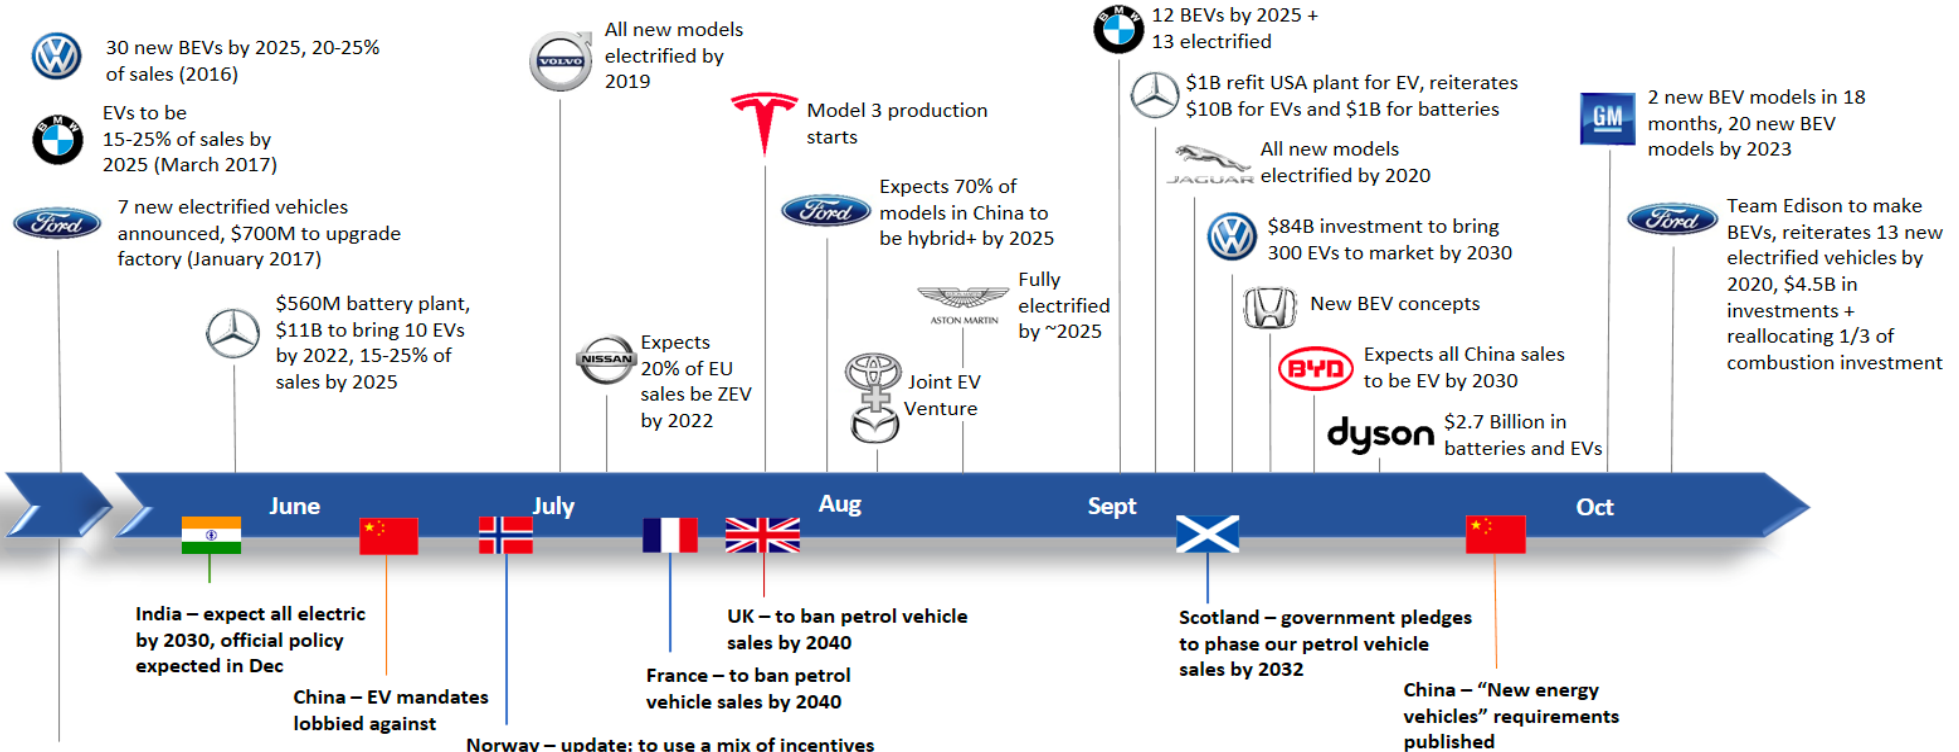 30 new BEVs by 2025, 20-25%
of sales (2016)
BMW
EVs to be
15-25% of sales by
2025 (March 2017)
Ford
7 new electrified vehicles
announced, $700M to upgrade
factory (January 2017)
$560M battery plant,
$11B to bring 10 EVs
by 2022, 15-25% of
sales by 2025
VOLVO
All new models
electrified by
2019
NISSAN
Expects
20% of EU
sales be ZEV
by 2022
Model 3 production
starts
Ford
Expects 70% of
models in China to
be hybrid+ by 2025
Joint EV
Venture
ASTON MARTIN
Fully
electrified
by ~2025
BMW
12 BEVs by 2025 +
13 electrified
$1B refit USA plant for EV, reiterates
$10B for EVs and $1B for batteries
JAGUAR
All new models
electrified by 2020
$84B investment to bring
300 EVs to market by 2030
New BEV concepts
BYD
Expects all China sales
to be EV by 2030
dyson
$2.7 Billion in
batteries and EVs
GM
2 new BEV models in 18
months, 20 new BEV
models by 2023
Ford
Team Edison to make
BEVs, reiterates 13 new
electrified vehicles by
2020, $4.5B in
investments +
reallocating 1/3 of
combustion investment
June
July
Aug
Sept
Oct
India – expect all electric
by 2030, official policy
expected in Dec
China – EV mandates
lobbied against
Norway – update: to use a mix of incentives
France – to ban petrol
vehicle sales by 2040
UK – to ban petrol vehicle
sales by 2040
Scotland – government pledges
to phase our petrol vehicle
sales by 2032
China – “New energy
vehicles” requirements
published